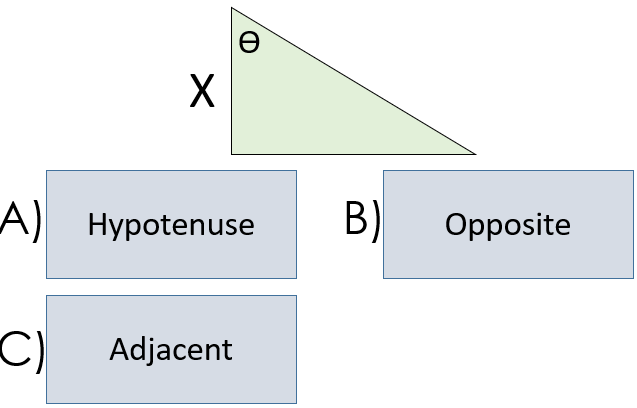 ϴ
X
A) Hypotenuse
B) Opposite
C) Adjacent